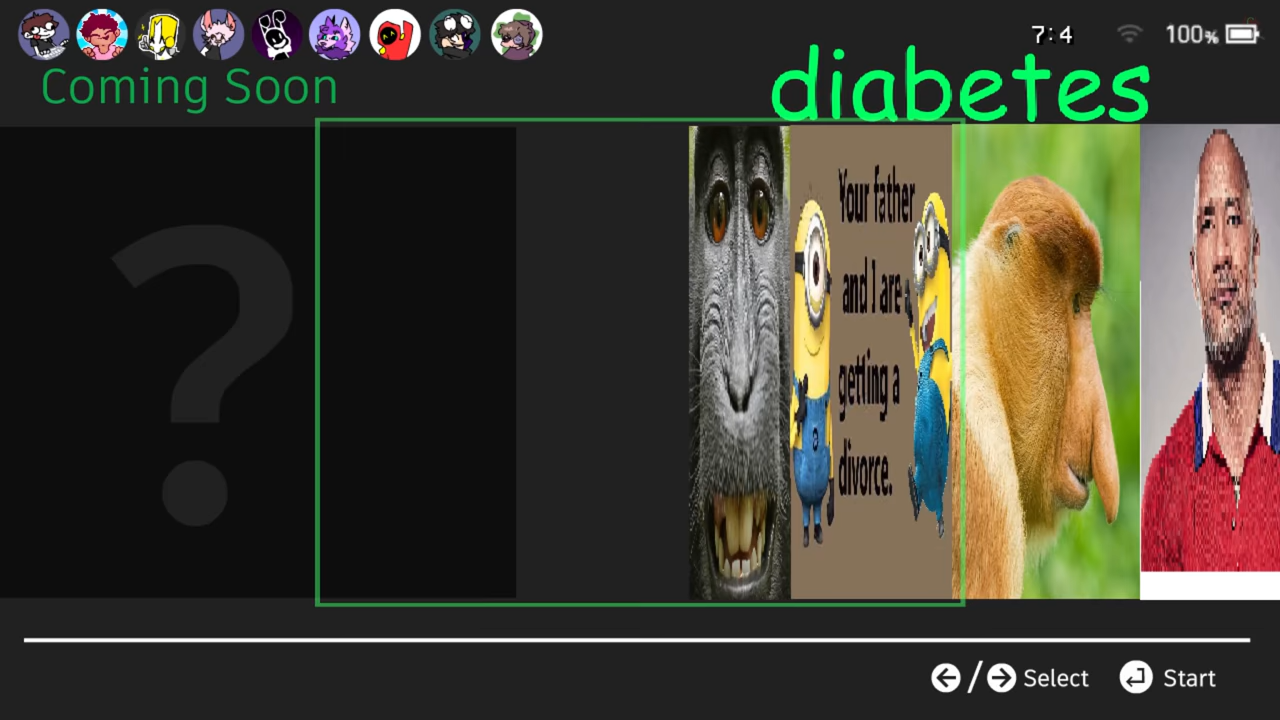 7:4
100%
Coming Soon
diabetes
?
Your father
and I are
getting a
divorce.
/ Select
Start